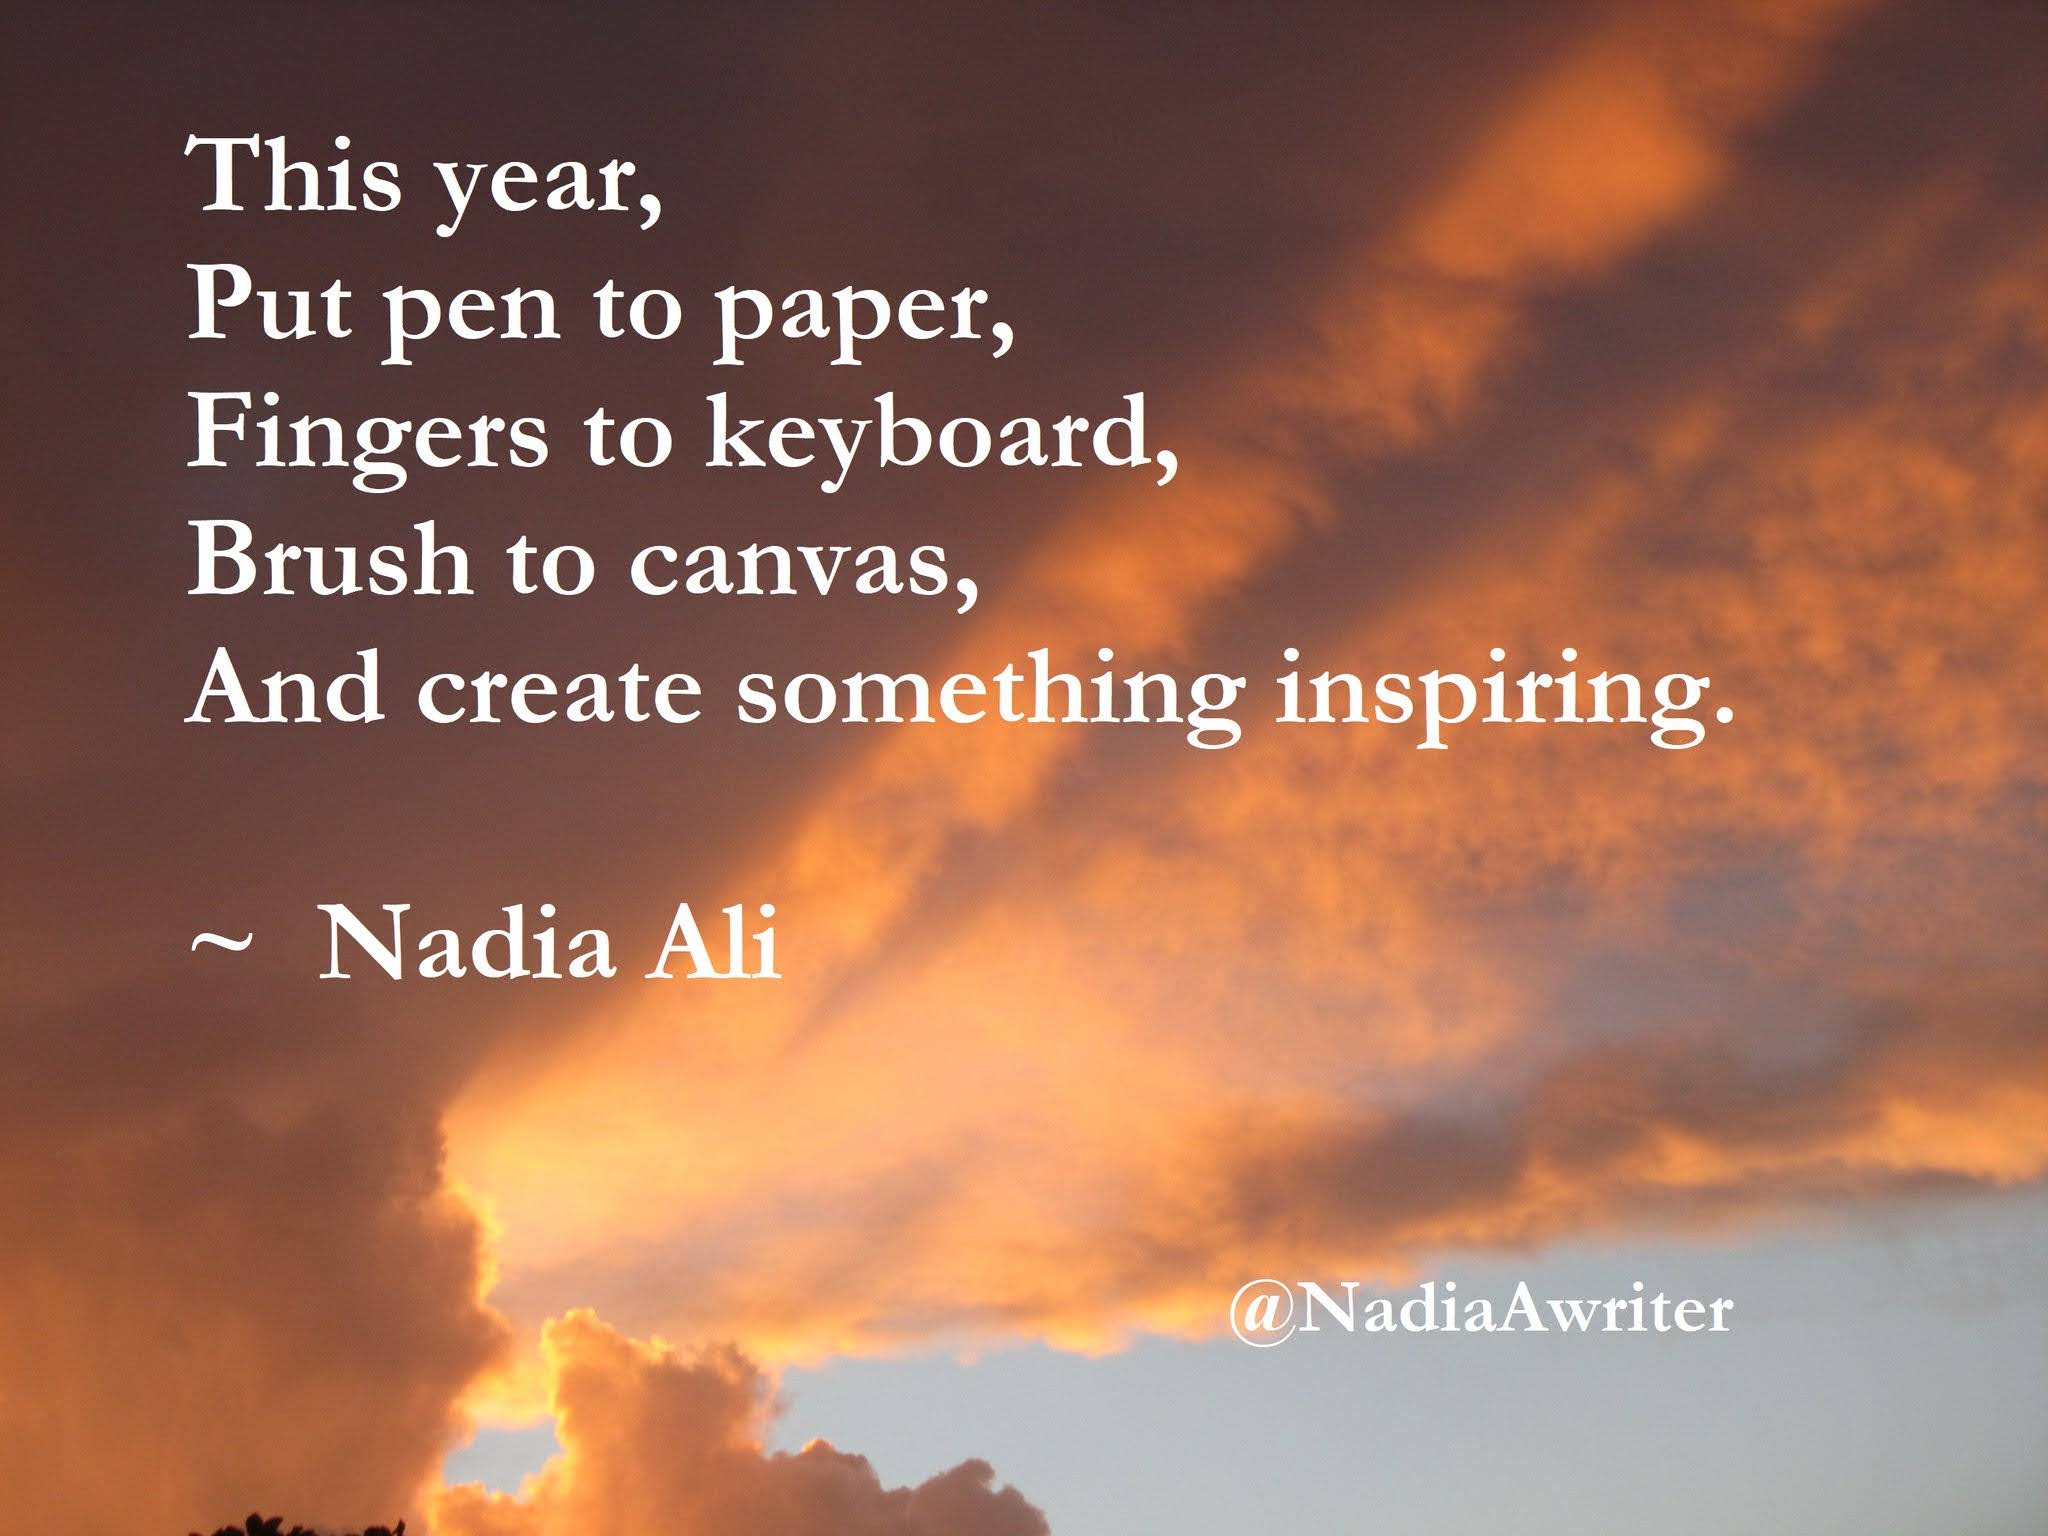 This year,
Put pen to paper,
Fingers to keyboard,
Brush to canvas,
And create something inspiring.
~ Nadia Ali
@NadiaAwriter